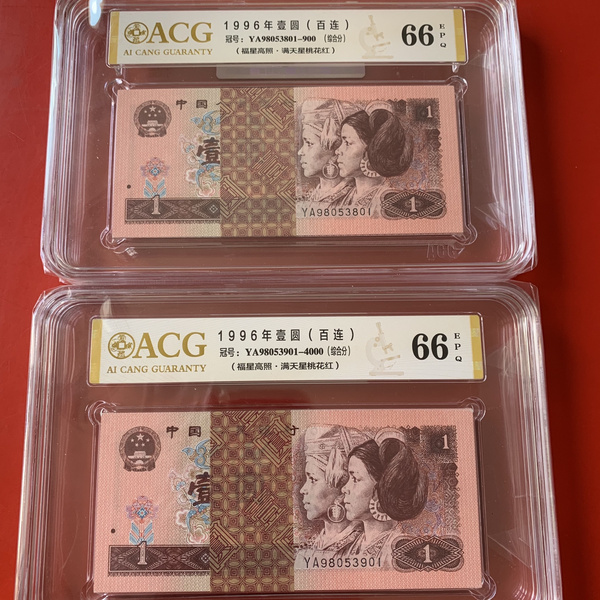 ACG
AI CANG GUARANTY
1996年壹圆（百连）
冠号：YA98053801-900（综合分）
（福星高照·满天星桃花红）
66
EPQ
中国
壹
1
1
1
YA98053801
ACG
ACG
AI CANG GUARANTY
1996年壹圆（百连）
冠号：YA98053901-4000（综合分）
（福星高照·满天星桃花红）
66
EPQ
中国
壹
1
1
1
YA98053901